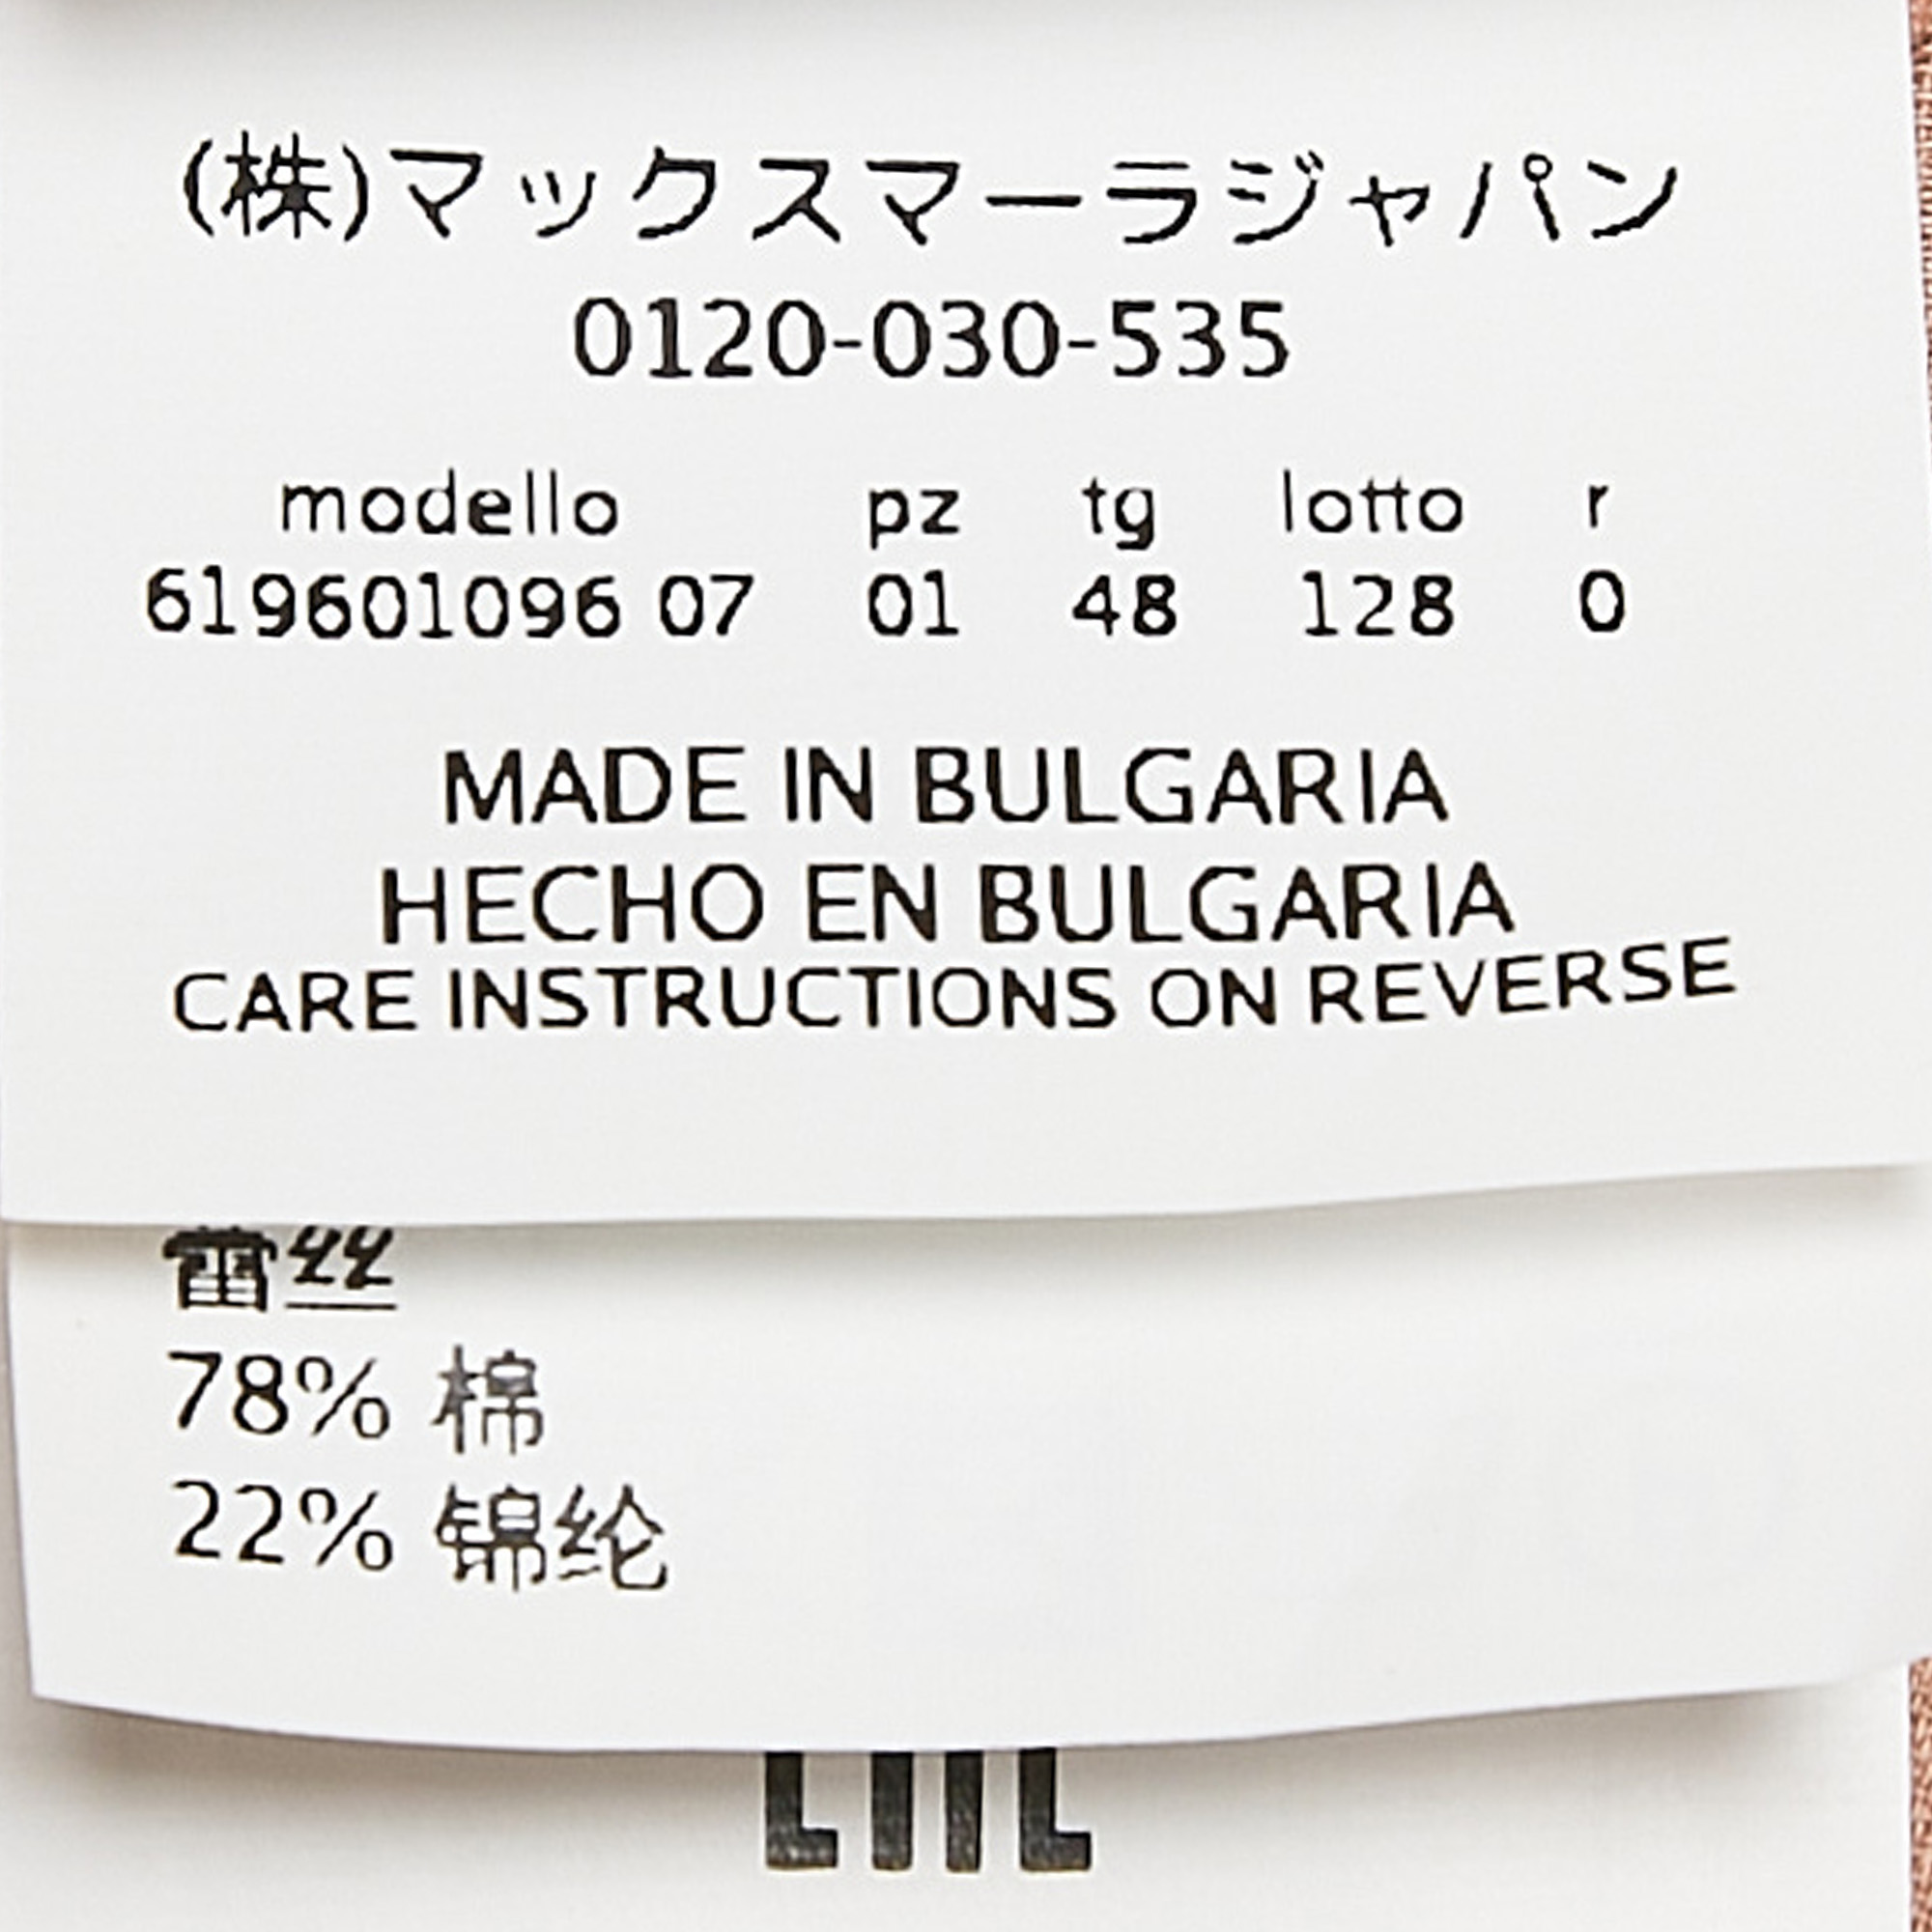 (株)マックスマーラジャパン
0120-030-535
modello pz tg lotto r
619601096 07 01 48 128 0
MADE IN BULGARIA
HECHO EN BULGARIA
CARE INSTRUCTIONS ON REVERSE
蕾丝
78% 棉
22% 锦纶